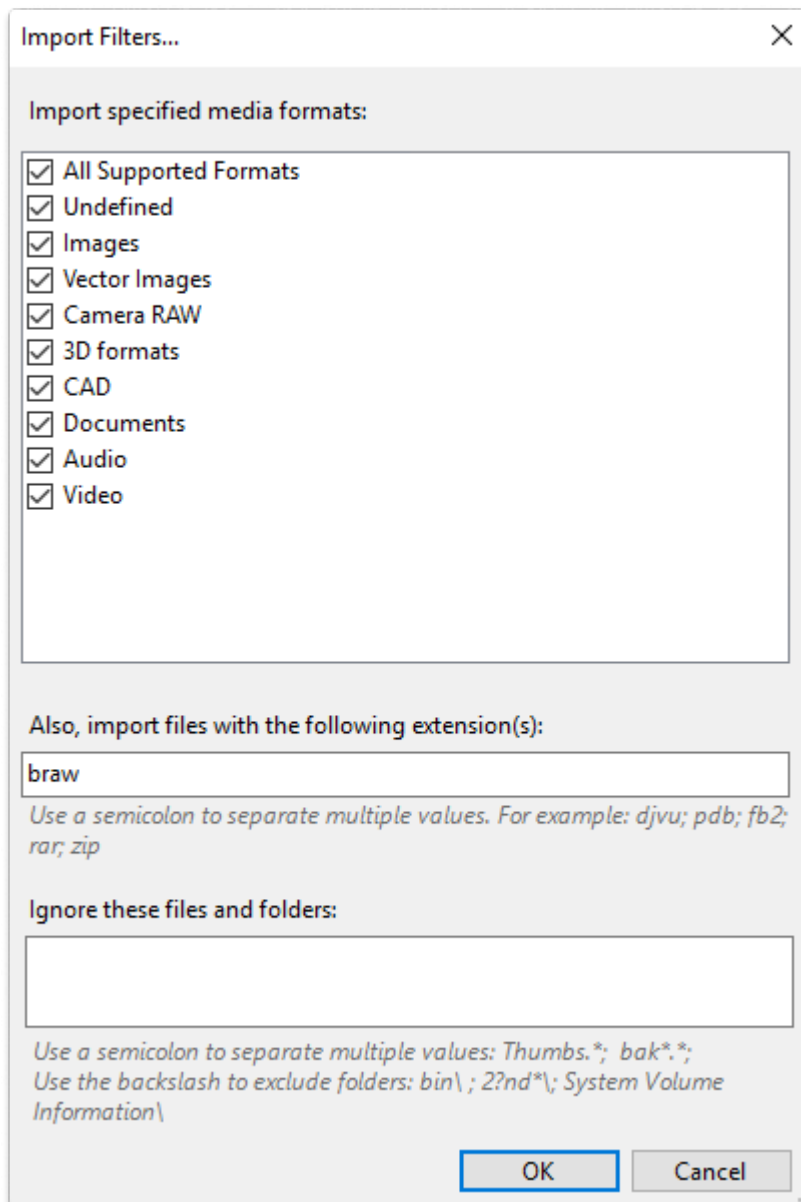 Import Filters...
Import specified media formats:
All Supported Formats
Undefined
Images
Vector Images
Camera RAW
3D formats
CAD
Documents
Audio
Video
Also, import files with the following extension(s):
braw
Use a semicolon to separate multiple values. For example: djvu; pdb; fb2;
rar; zip
Ignore these files and folders:
Use a semicolon to separate multiple values: Thumbs.*;  bak*.*;
Use the backslash to exclude folders: bin\ ; 2?nd*\; System Volume
Information\
OK
Cancel